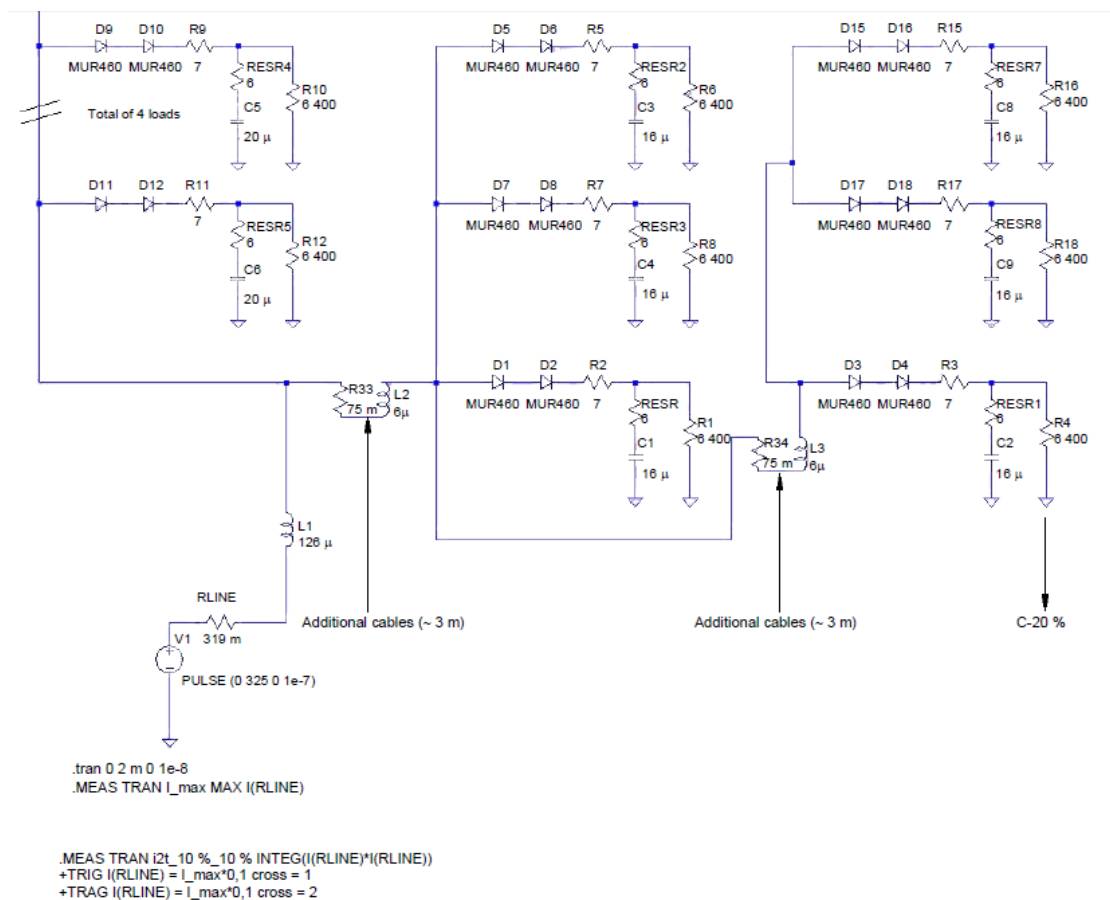 D9 D10 R9
MUR460 MUR460 7
RESR4
6
R10
6 400
C5
20 µ
Total of 4 loads
D11 D12 R11
7
RESR5
6
R12
6 400
C6
20 µ
D5 D6 R5
MUR460 MUR460 7
RESR2
6
R6
6 400
C3
16 µ
D7 D8 R7
MUR460 MUR460 7
RESR3
6
R8
6 400
C4
16 µ
D1 D2 R2
MUR460 MUR460 7
RESR
6
R1
6 400
C1
16 µ
D15 D16 R15
MUR460 MUR460 7
RESR7
6
R16
6 400
C8
16 µ
D17 D18 R17
MUR460 MUR460 7
RESR8
6
R18
6 400
C9
16 µ
D3 D4 R3
MUR460 MUR460 7
RESR1
6
R4
6 400
C2
16 µ
R33
75 m
L2
6µ
R34
75 m
L3
6µ
L1
126 µ
RLINE
319 m
V1
PULSE (0 325 0 1e-7)
Additional cables (~ 3 m)
Additional cables (~ 3 m)
C-20 %
.tran 0 2 m 0 1e-8
.MEAS TRAN I_max MAX I(RLINE)
.MEAS TRAN i2t_10 %_10 % INTEG(I(RLINE)*I(RLINE))
+TRIG I(RLINE) = I_max*0,1 cross = 1
+TRAG I(RLINE) = I_max*0,1 cross = 2